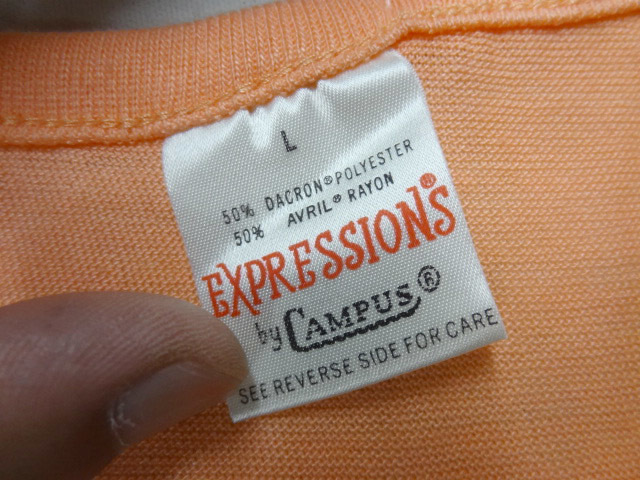 L
50% DACRON® POLYESTER
50% AVRIL® RAYON
EXPRESSIONS®
by CAMPUS®
SEE REVERSE SIDE FOR CARE